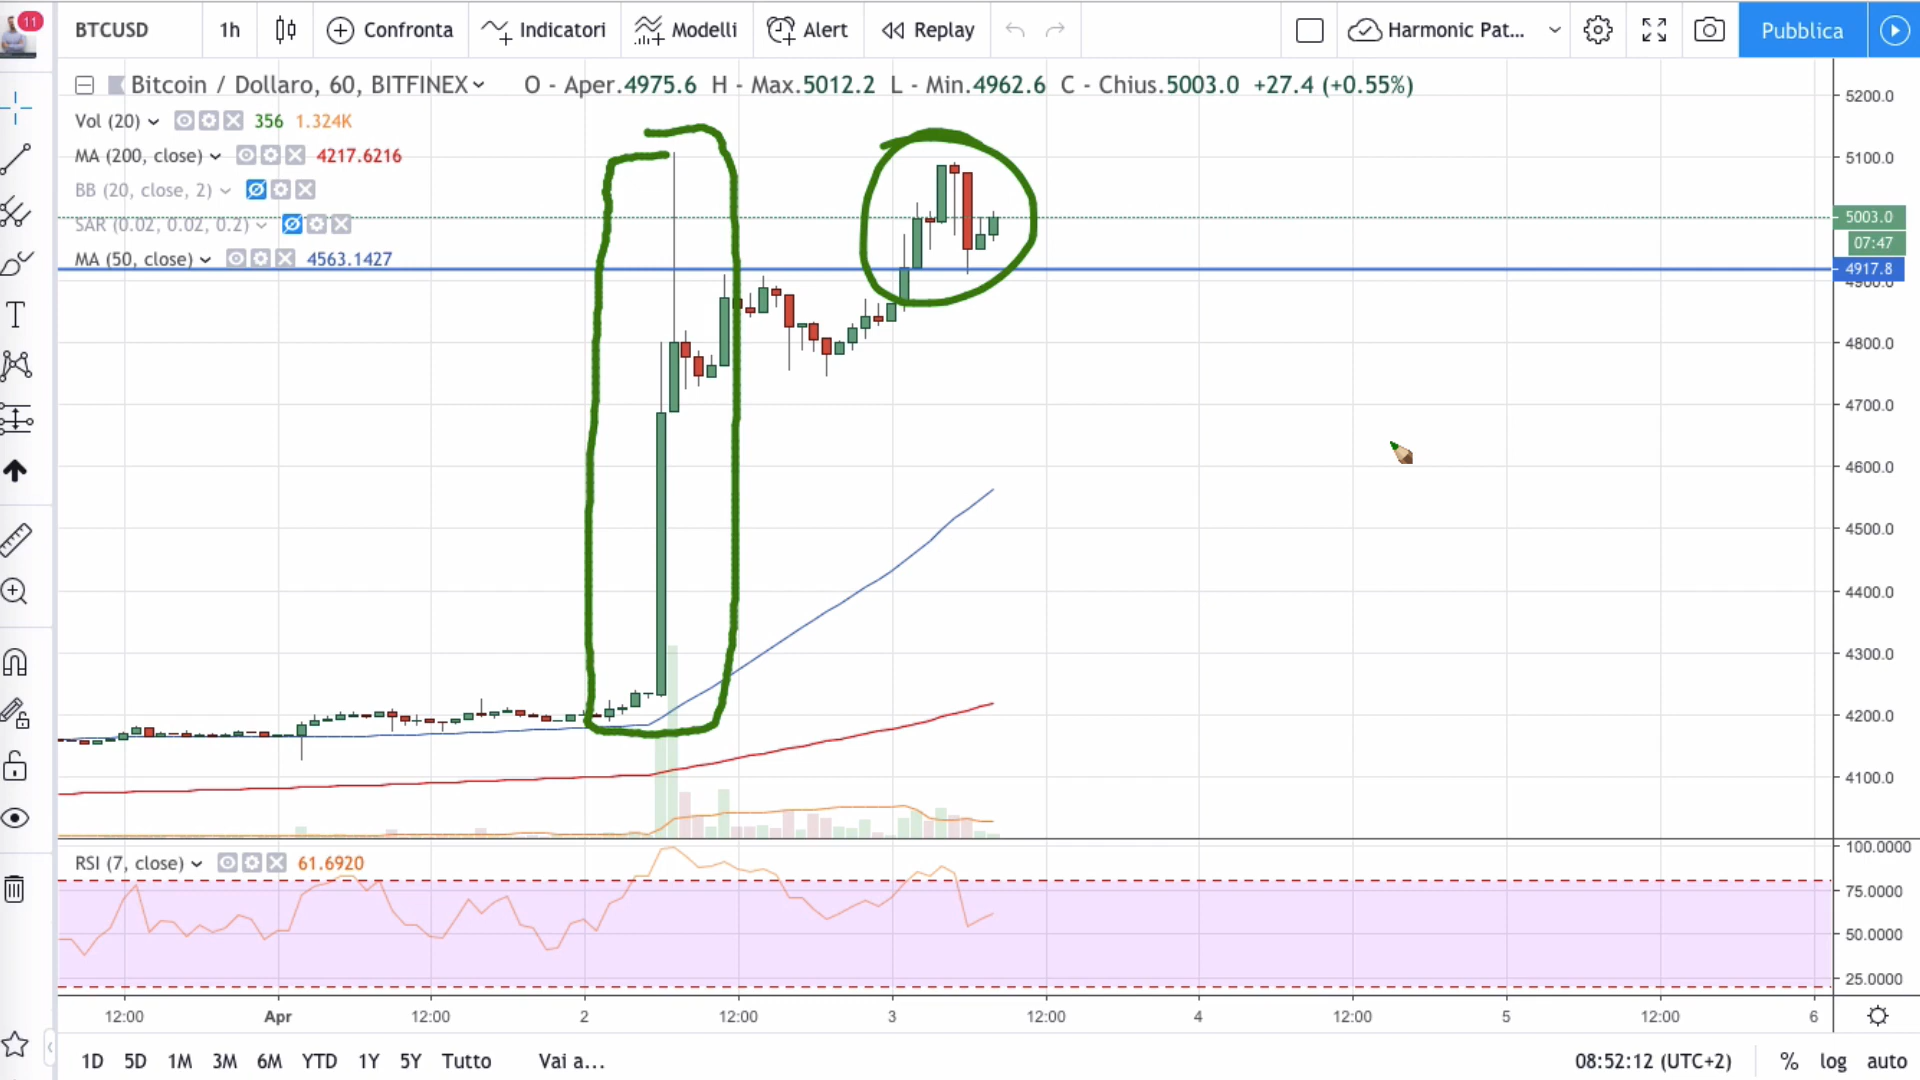 11
BTCUSD 1h Confronta Indicatori Modelli Alert Replay Harmonic Pat... Pubblica
Bitcoin / Dollaro, 60, BITFINEX O - Aper.4975.6 H - Max.5012.2 L - Min.4962.6 C - Chius.5003.0 +27.4 (+0.55%)
Vol (20) 356 1.324K
MA (200, close) 4217.6216
BB (20, close, 2)
SAR (0.02, 0.02, 0.2)
MA (50, close) 4563.1427
5200.0
5100.0
5003.0
07:47
4917.8
4900.0
4800.0
4700.0
4600.0
4500.0
4400.0
4300.0
4200.0
4100.0
RSI (7, close) 61.6920
100.0000
75.0000
50.0000
25.0000
12:00 Apr 12:00 2 12:00 3 12:00 4 12:00 5 12:00 6
1D 5D 1M 3M 6M YTD 1Y 5Y Tutto Vai a... 08:52:12 (UTC+2) % log auto